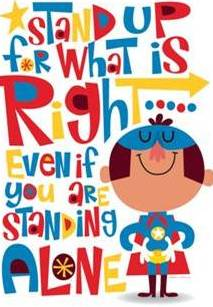 STAND UP
for WHAT iS
RigHT.....
EVEN if
you ARE
STANDiNg
ALONE